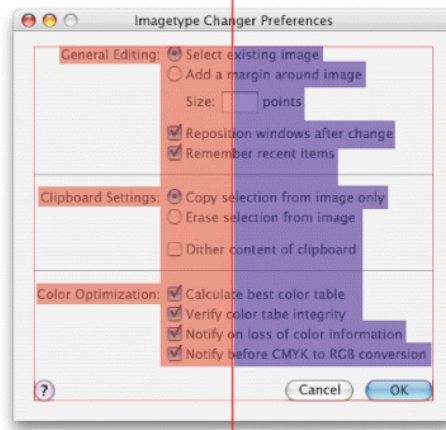 Imagetype Changer Preferences
General Editing: Select existing image
Add a margin around image
Size: points
Reposition windows after change
Remember recent items
Clipboard Settings: Copy selection from image only
Erase selection from image
Dither content of clipboard
Color Optimization: Calculate best color table
Verify color tabe integrity
Notify on loss of color information
Notify before CMYK to RGB conversion
? Cancel OK